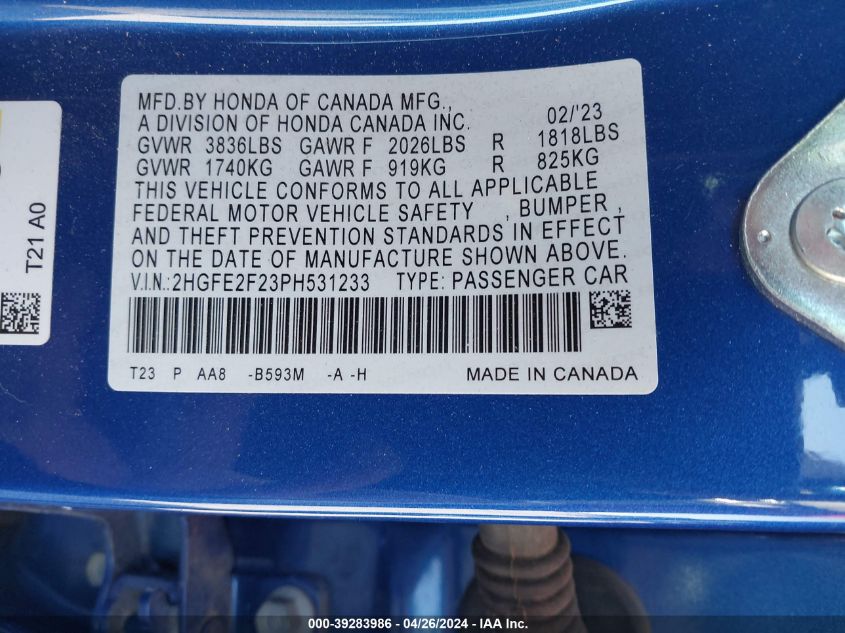 MFD.BY HONDA OF CANADA MFG.,
A DIVISION OF HONDA CANADA INC. 02/'23
GVWR 3836LBS GAWR F 2026LBS R 1818LBS
GVWR 1740KG GAWR F 919KG R 825KG
THIS VEHICLE CONFORMS TO ALL APPLICABLE
FEDERAL MOTOR VEHICLE SAFETY , BUMPER ,
AND THEFT PREVENTION STANDARDS IN EFFECT
ON THE DATE OF MANUFACTURE SHOWN ABOVE.
V.I.N: 2HGFE2F23PH531233 TYPE: PASSENGER CAR
T23 P AA8 -B593M -A -H MADE IN CANADA
T21 A0
000-39283986 - 04/26/2024 - IAA Inc.